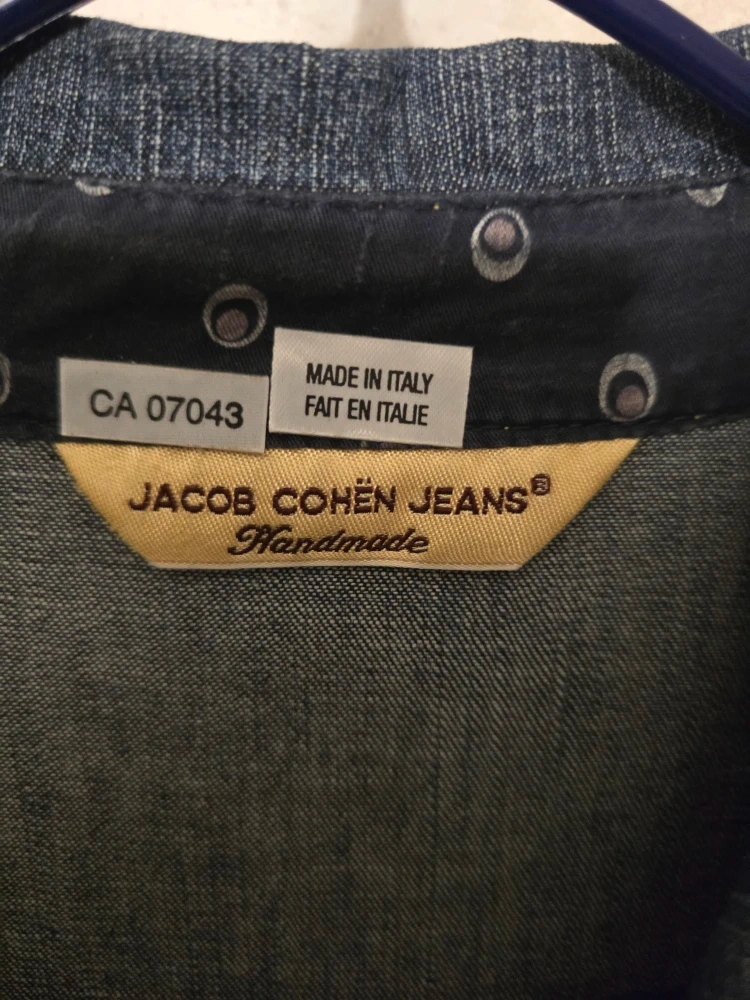 CA 07043
MADE IN ITALY
FAIT EN ITALIE
JACOB COHËN JEANS®
Handmade